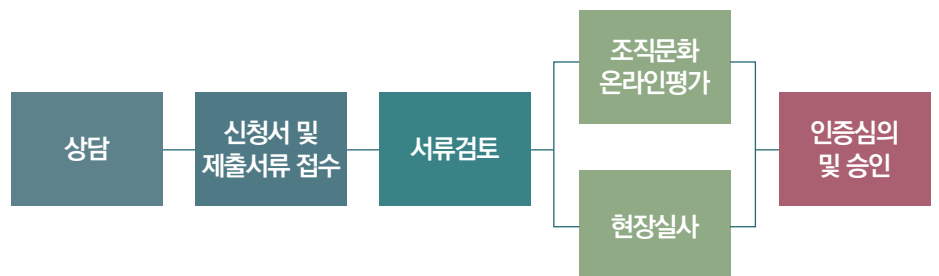 상담
신청서 및
제출서류 접수
서류검토
조직문화
온라인평가
현장실사
인증심의
및 승인